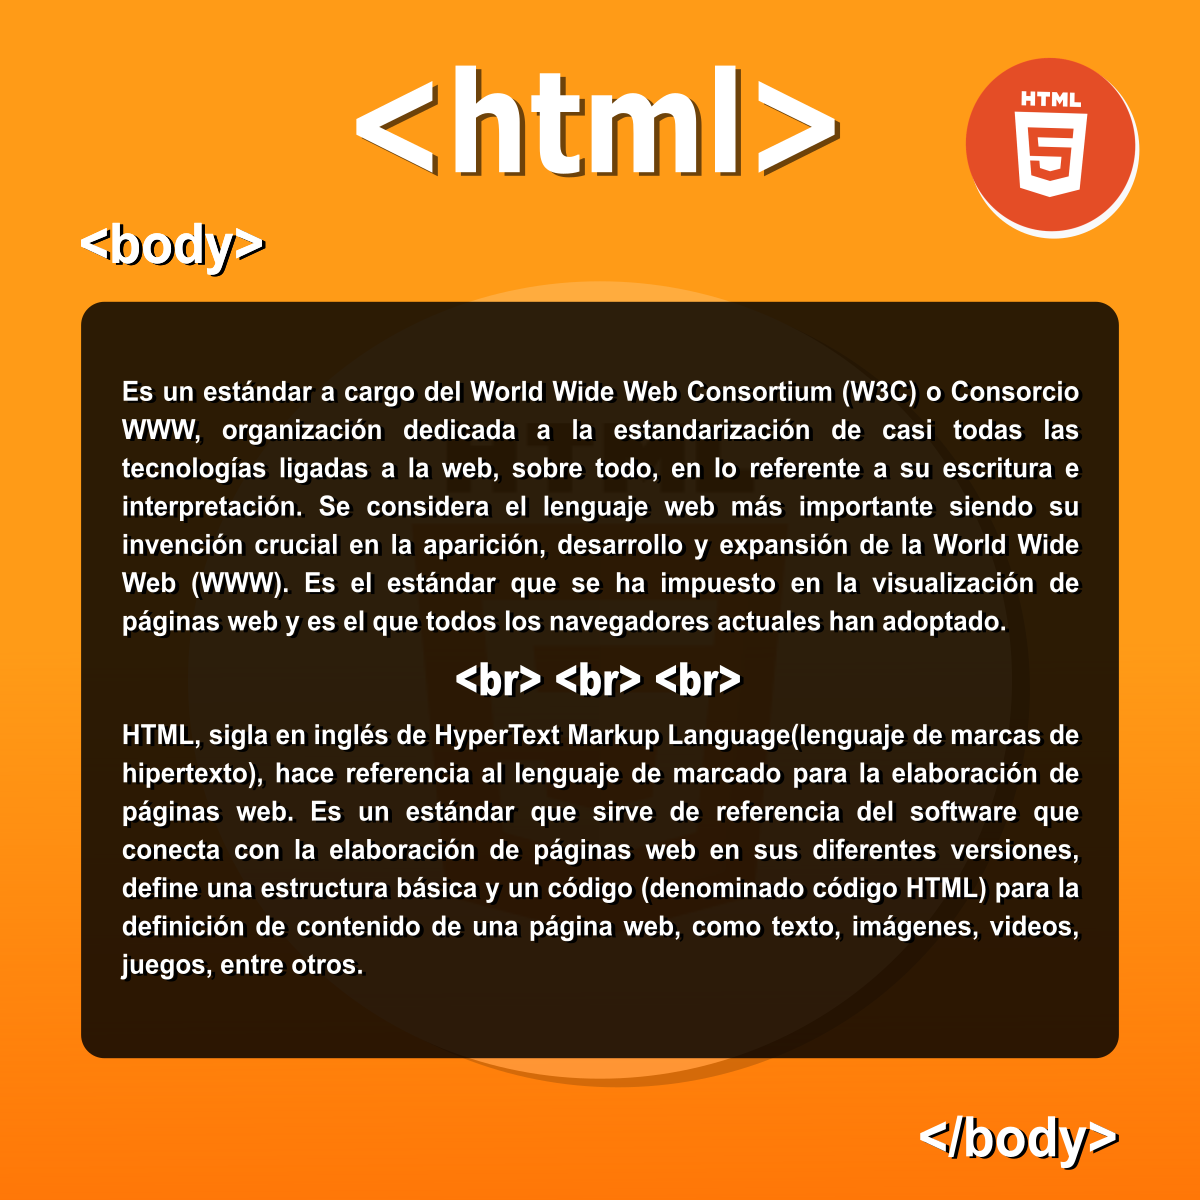 <html>
HTML
5
<body>
Es un estándar a cargo del World Wide Web Consortium (W3C) o Consorcio
WWW, organización dedicada a la estandarización de casi todas las
tecnologías ligadas a la web, sobre todo, en lo referente a su escritura e
interpretación. Se considera el lenguaje web más importante siendo su
invención crucial en la aparición, desarrollo y expansión de la World Wide
Web (WWW). Es el estándar que se ha impuesto en la visualización de
páginas web y es el que todos los navegadores actuales han adoptado.
<br> <br> <br>
HTML, sigla en inglés de HyperText Markup Language(lenguaje de marcas de
hipertexto), hace referencia al lenguaje de marcado para la elaboración de
páginas web. Es un estándar que sirve de referencia del software que
conecta con la elaboración de páginas web en sus diferentes versiones,
define una estructura básica y un código (denominado código HTML) para la
definición de contenido de una página web, como texto, imágenes, videos,
juegos, entre otros.
</body>